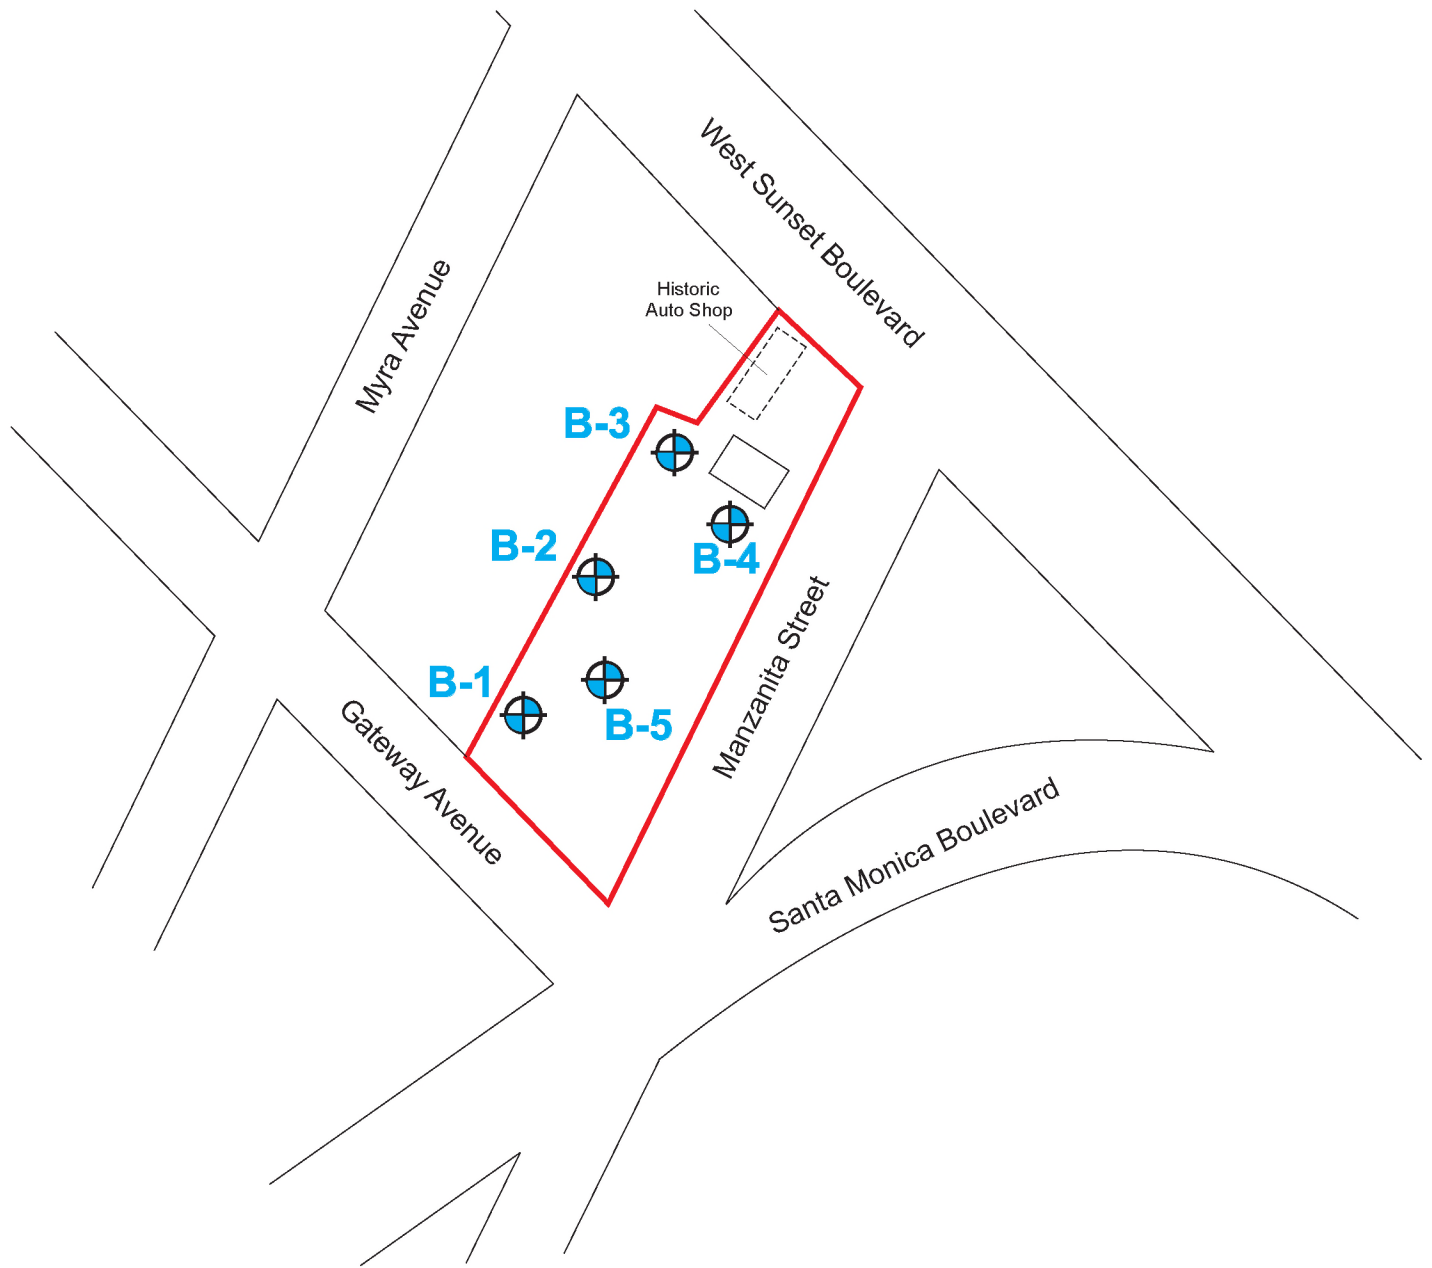 West Sunset Boulevard
Myra Avenue
Historic
Auto Shop
B-3
B-2
B-4
B-1
B-5
Manzanita Street
Gateway Avenue
Santa Monica Boulevard